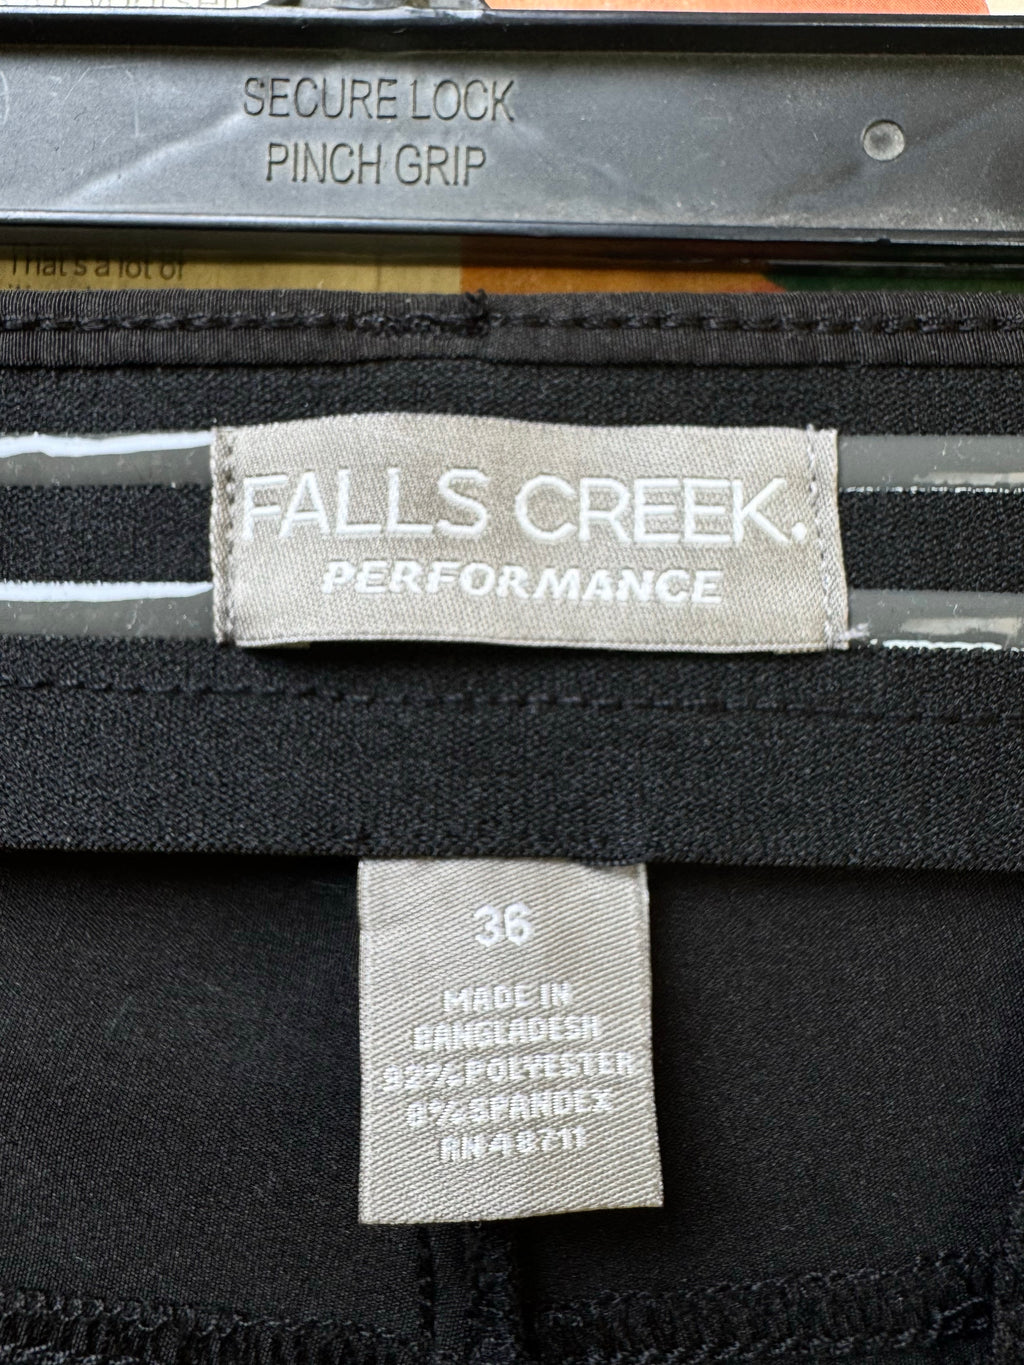 SECURE LOCK
PINCH GRIP
That's a lot of
FALLS CREEK.
PERFORMANCE
36
MADE IN
BANGLADESH
92% POLYESTER
8% SPANDEX
RN 48711